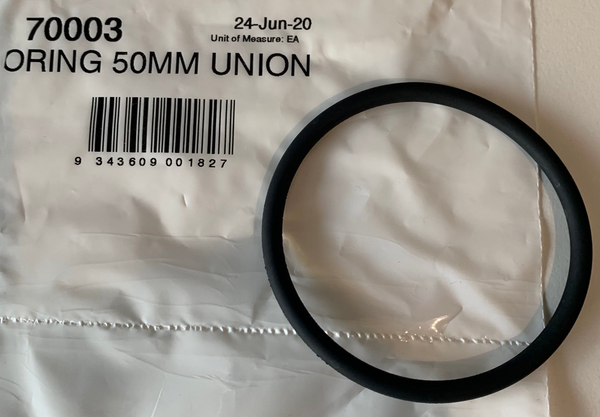 70003
24-Jun-20
Unit of Measure: EA
ORING 50MM UNION
9 343609 001827